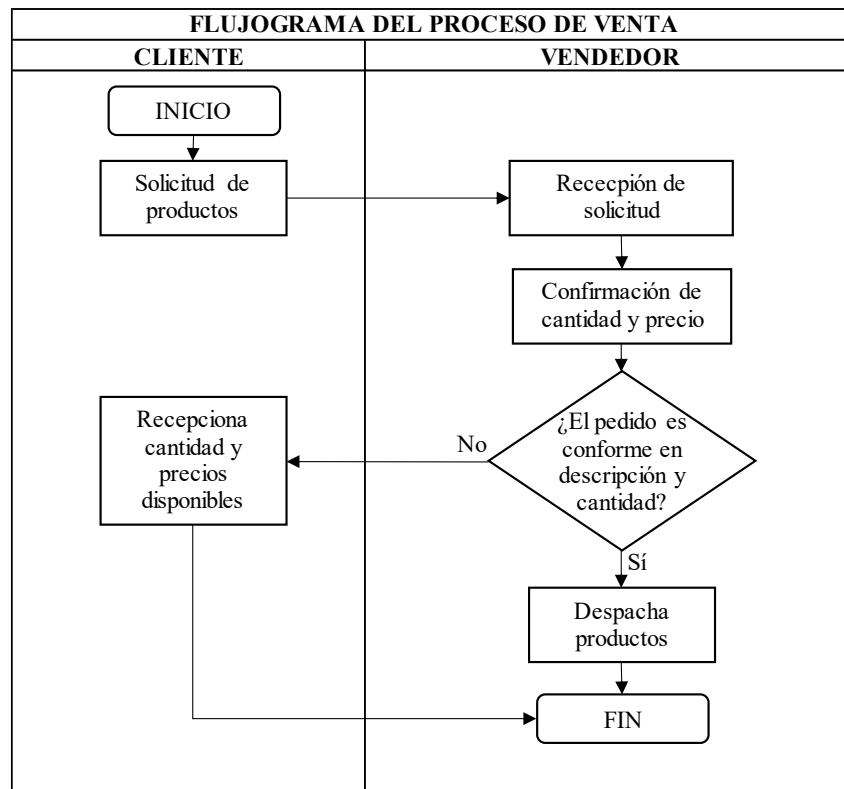 FLUJOGRAMA DEL PROCESO DE VENTA
CLIENTE
VENDEDOR
INICIO
Solicitud de
productos
Rececpión de
solicitud
Confirmación de
cantidad y precio
¿El pedido es
conforme en
descripción y
cantidad?
No
Recepciona
cantidad y
precios
disponibles
Sí
Despacha
productos
FIN